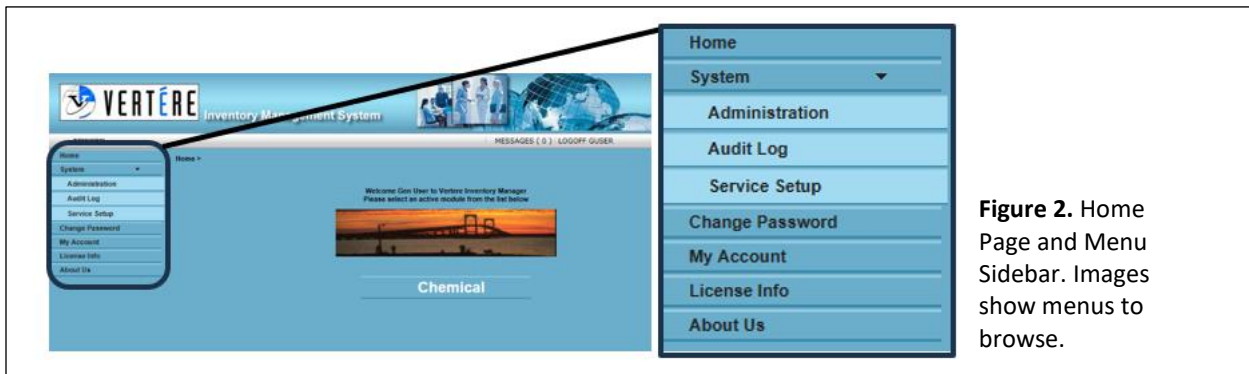 VERTÉRE
Inventory Management System
MESSAGES ( 0 ) LOGOFF GUSER
Home
System
Administration
Audit Log
Service Setup
Change Password
My Account
License Info
About Us
Home >
Welcome Gen User to Vertere Inventory Manager
Please select an active module from the list below
Chemical
Home
System
Administration
Audit Log
Service Setup
Change Password
My Account
License Info
About Us
Figure 2. Home
Page and Menu
Sidebar. Images
show menus to
browse.